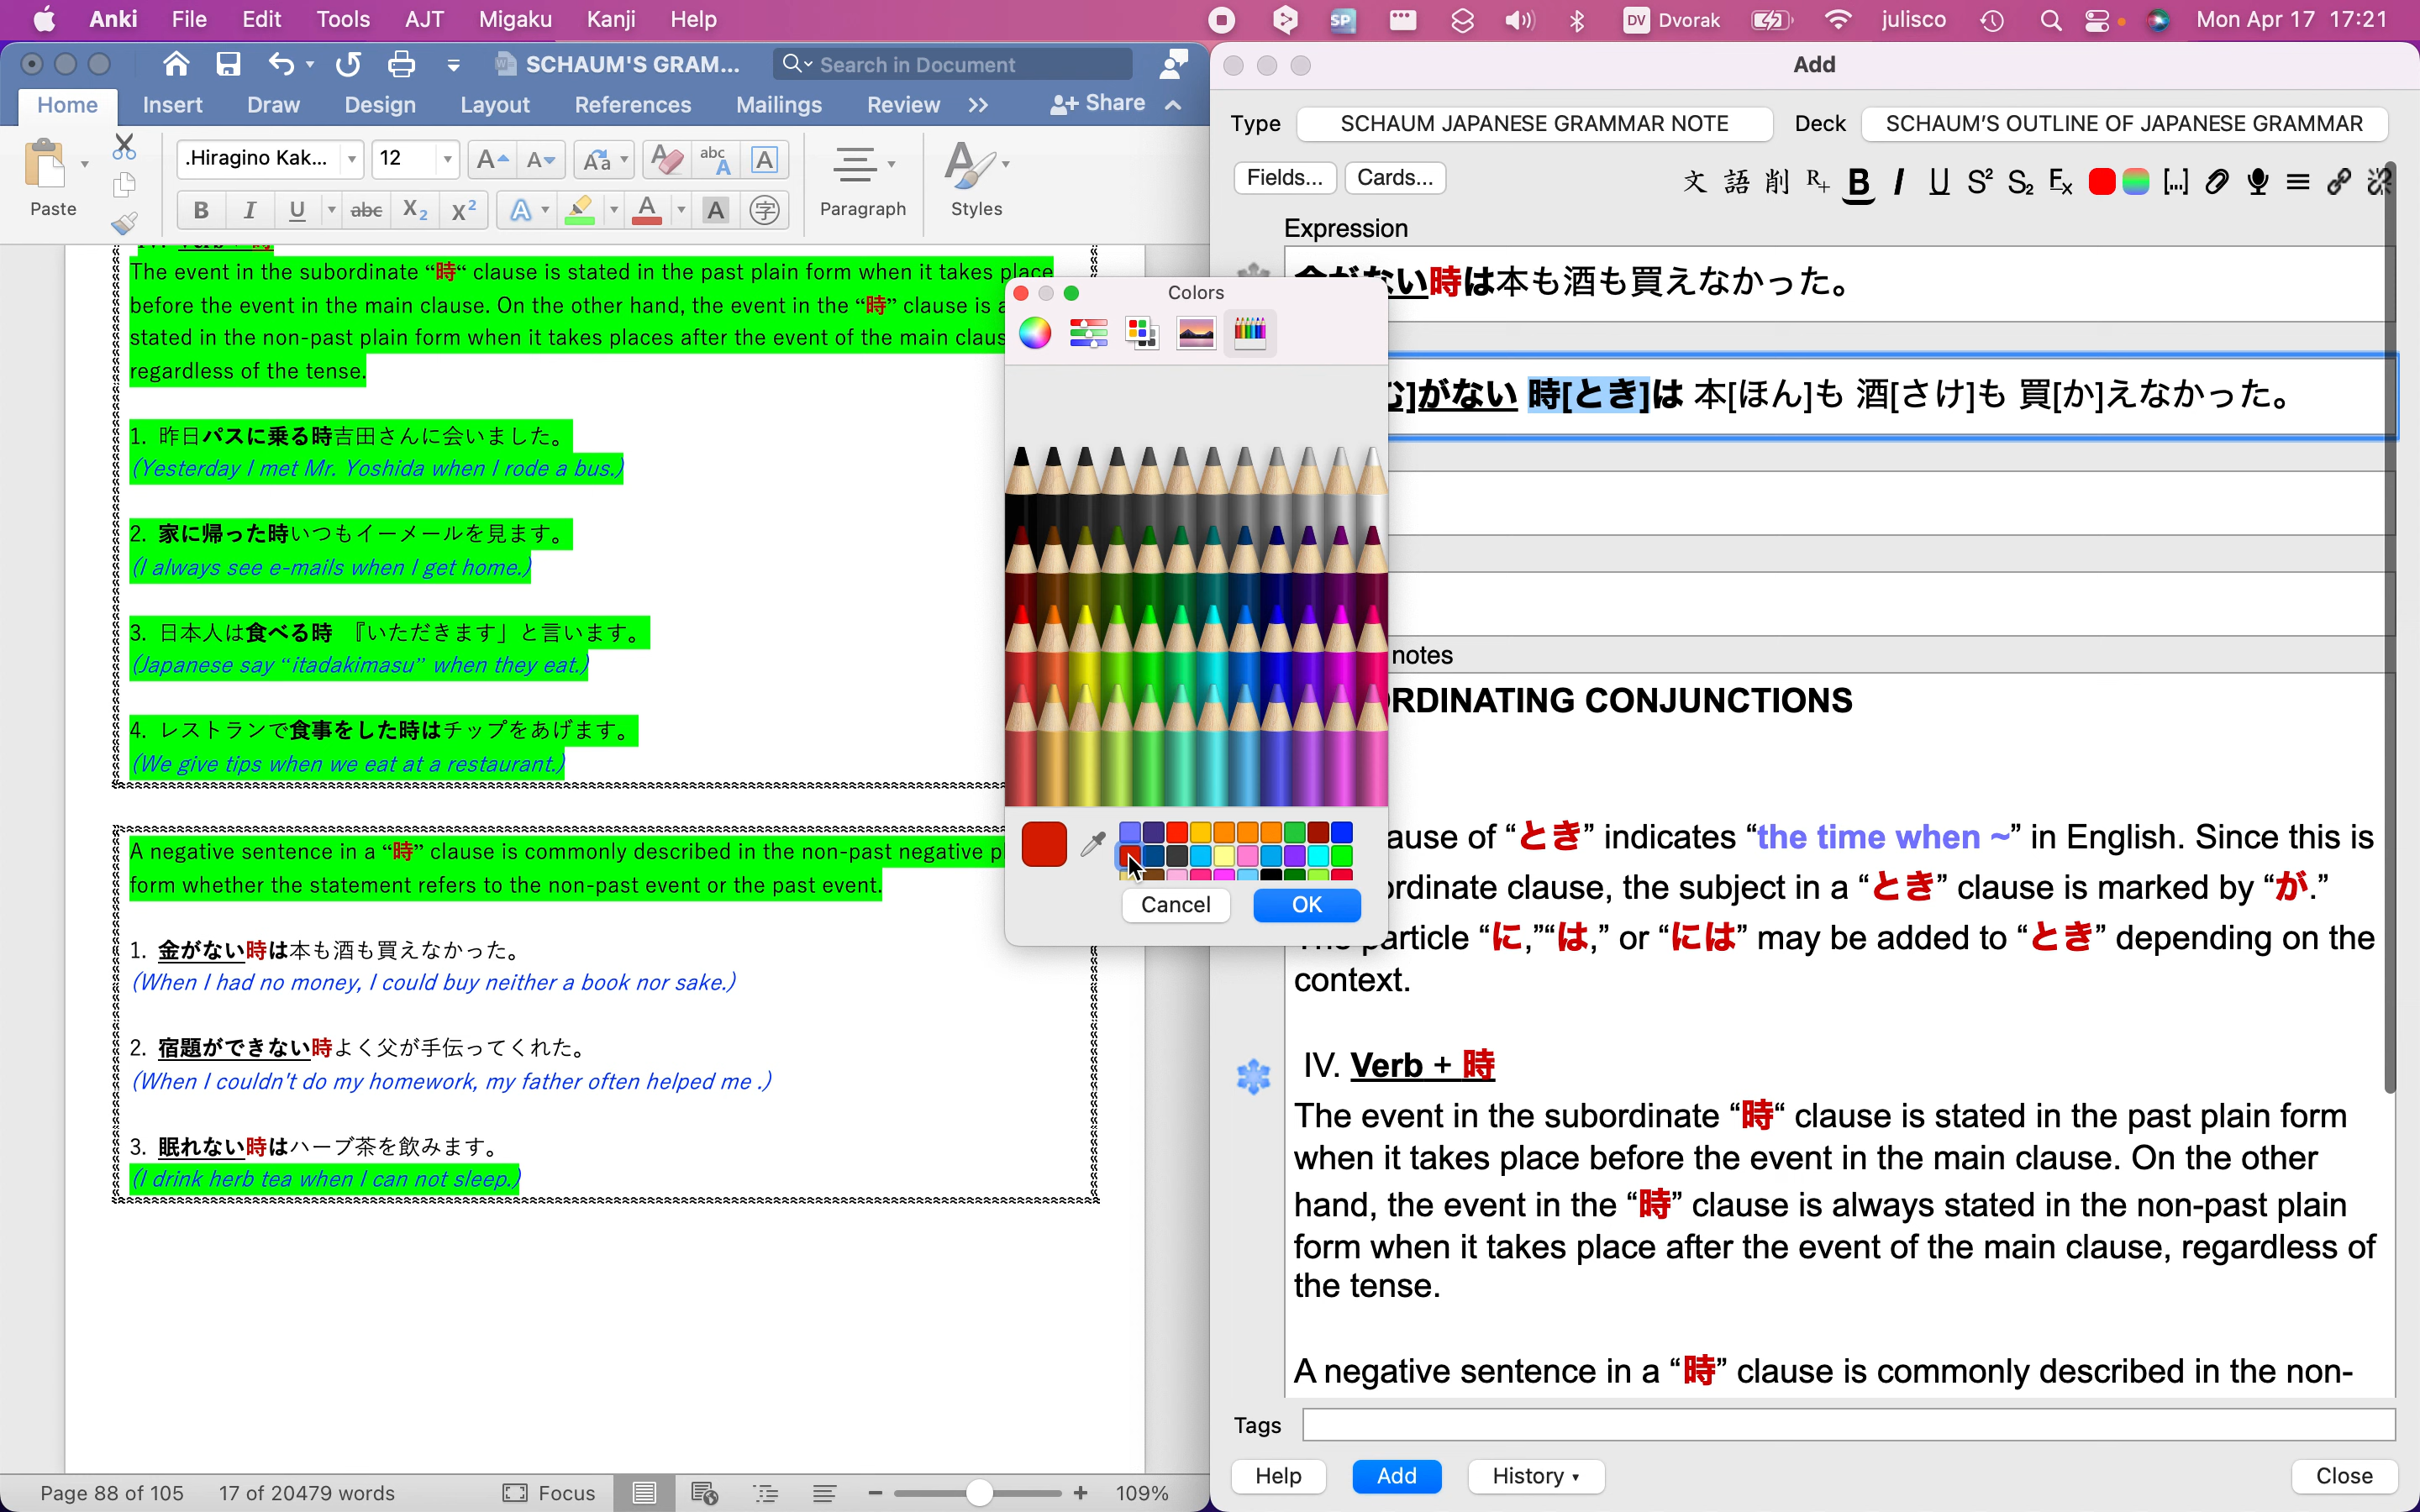 Anki File Edit Tools AJT Migaku Kanji Help
SP DV Dvorak julisco Mon Apr 17 17:21
SCHAUM'S GRAM...
Search in Document
Home Insert Draw Design Layout References Mailings Review >> Share
Paste
.Hiragino Kak... 12
Paragraph
Styles
The event in the subordinate “時“ clause is stated in the past plain form when it takes place
before the event in the main clause. On the other hand, the event in the “時” clause is a
stated in the non-past plain form when it takes places after the event of the main claus
regardless of the tense.
1. 昨日バスに乗る時吉田さんに会いました。
(Yesterday I met Mr. Yoshida when I rode a bus.)
2. 家に帰った時いつもイーメールを見ます。
(I always see e-mails when I get home.)
3. 日本人は食べる時 『いただきます」と言います。
(Japanese say “itadakimasu” when they eat.)
4. レストランで食事をした時はチップをあげます。
(We give tips when we eat at a restaurant.)
A negative sentence in a “時” clause is commonly described in the non-past negative pl
form whether the statement refers to the non-past event or the past event.
1. 金がない時は本も酒も買えなかった。
(When I had no money, I could buy neither a book nor sake.)
2. 宿題ができない時よく父が手伝ってくれた。
(When I couldn't do my homework, my father often helped me .)
3. 眠れない時はハーブ茶を飲みます。
(I drink herb tea when I can not sleep.)
Page 88 of 105 17 of 20479 words Focus 109%
Colors
Cancel OK
Add
Type SCHAUM JAPANESE GRAMMAR NOTE Deck SCHAUM’S OUTLINE OF JAPANESE GRAMMAR
Fields... Cards...
文 語 削 R+ B I U S² S₂ Fx [...]
Expression
金がない時は本も酒も買えなかった。
]がない 時[とき]は 本[ほん]も 酒[さけ]も 買[か]えなかった。
notes
RDINATING CONJUNCTIONS
ause of “とき” indicates “the time when ~” in English. Since this is
rdinate clause, the subject in a “とき” clause is marked by “が.”
The particle “に,”“は,” or “には” may be added to “とき” depending on the
context.
IV. Verb + 時
The event in the subordinate “時“ clause is stated in the past plain form
when it takes place before the event in the main clause. On the other
hand, the event in the “時” clause is always stated in the non-past plain
form when it takes place after the event of the main clause, regardless of
the tense.
A negative sentence in a “時” clause is commonly described in the non-
Tags
Help Add History Close